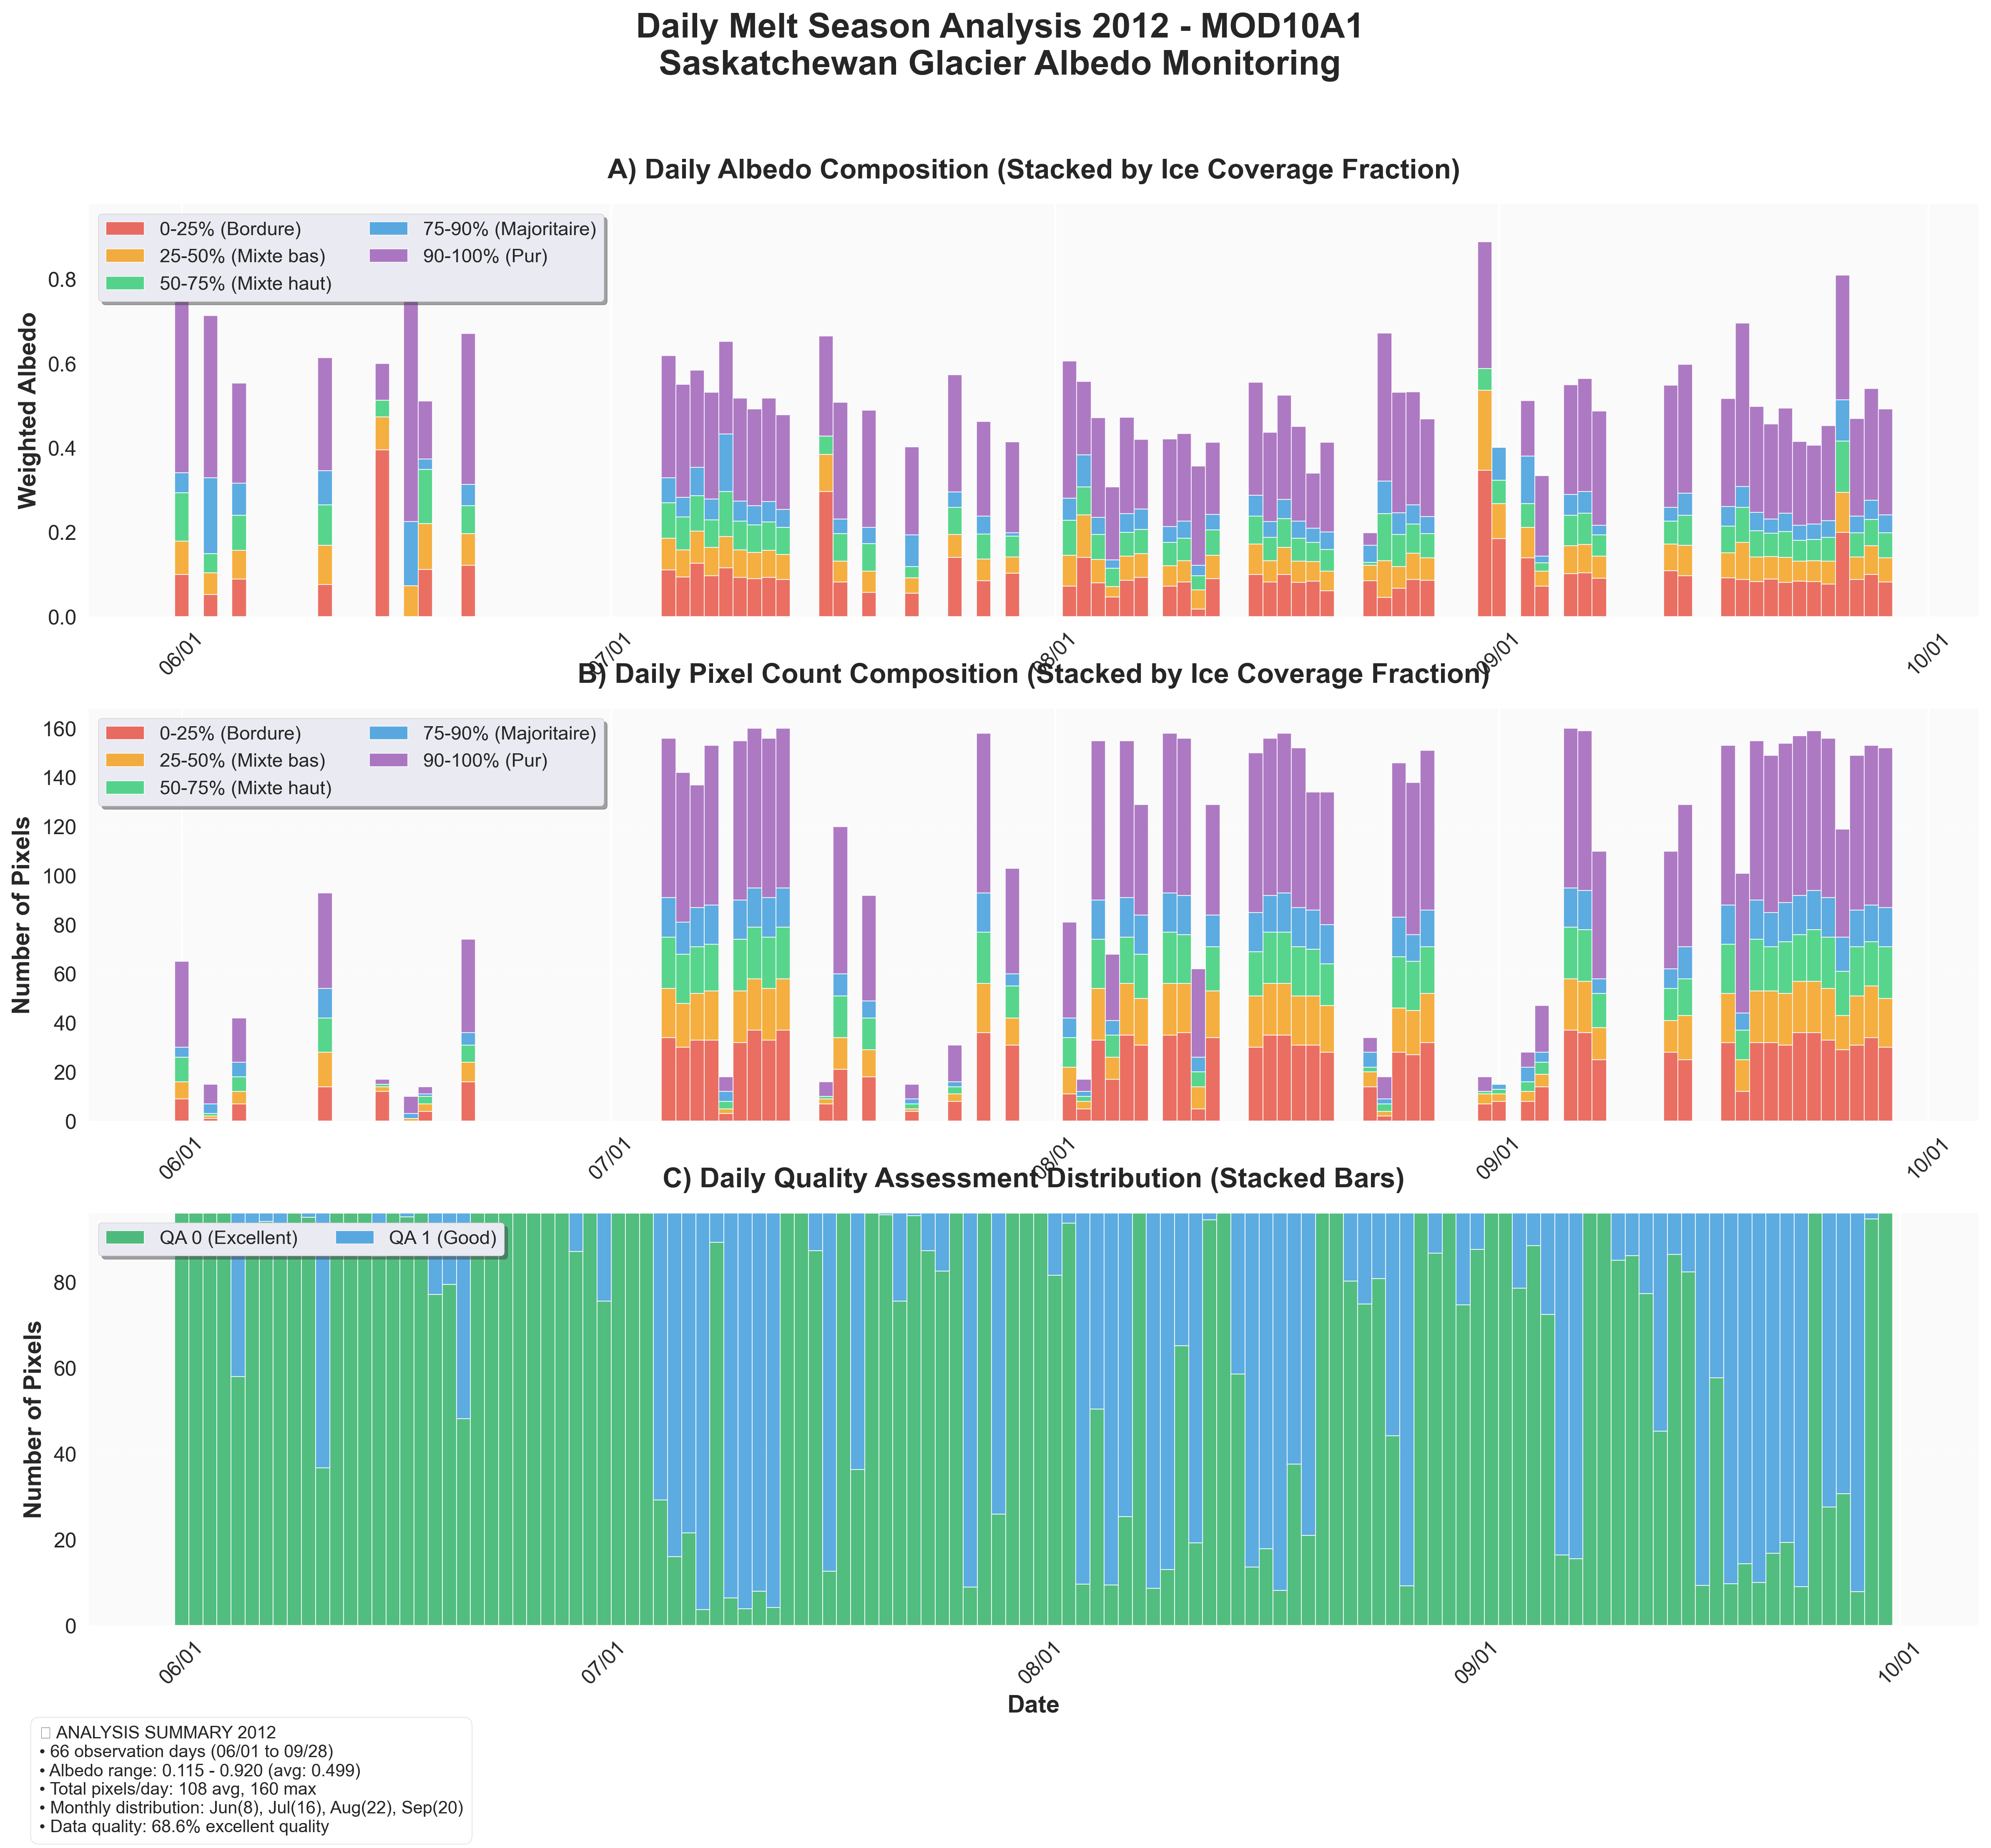 Daily Melt Season Analysis 2012 - MOD10A1
Saskatchewan Glacier Albedo Monitoring
A) Daily Albedo Composition (Stacked by Ice Coverage Fraction)
0-25% (Bordure)
25-50% (Mixte bas)
50-75% (Mixte haut)
75-90% (Majoritaire)
90-100% (Pur)
Weighted Albedo
0.8
0.6
0.4
0.2
0.0
06/01
07/01
08/01
09/01
10/01
B) Daily Pixel Count Composition (Stacked by Ice Coverage Fraction)
0-25% (Bordure)
25-50% (Mixte bas)
50-75% (Mixte haut)
75-90% (Majoritaire)
90-100% (Pur)
Number of Pixels
160
140
120
100
80
60
40
20
0
06/01
07/01
08/01
09/01
10/01
C) Daily Quality Assessment Distribution (Stacked Bars)
QA 0 (Excellent)
QA 1 (Good)
Number of Pixels
80
60
40
20
0
06/01
07/01
08/01
09/01
10/01
Date
ANALYSIS SUMMARY 2012
• 66 observation days (06/01 to 09/28)
• Albedo range: 0.115 - 0.920 (avg: 0.499)
• Total pixels/day: 108 avg, 160 max
• Monthly distribution: Jun(8), Jul(16), Aug(22), Sep(20)
• Data quality: 68.6% excellent quality